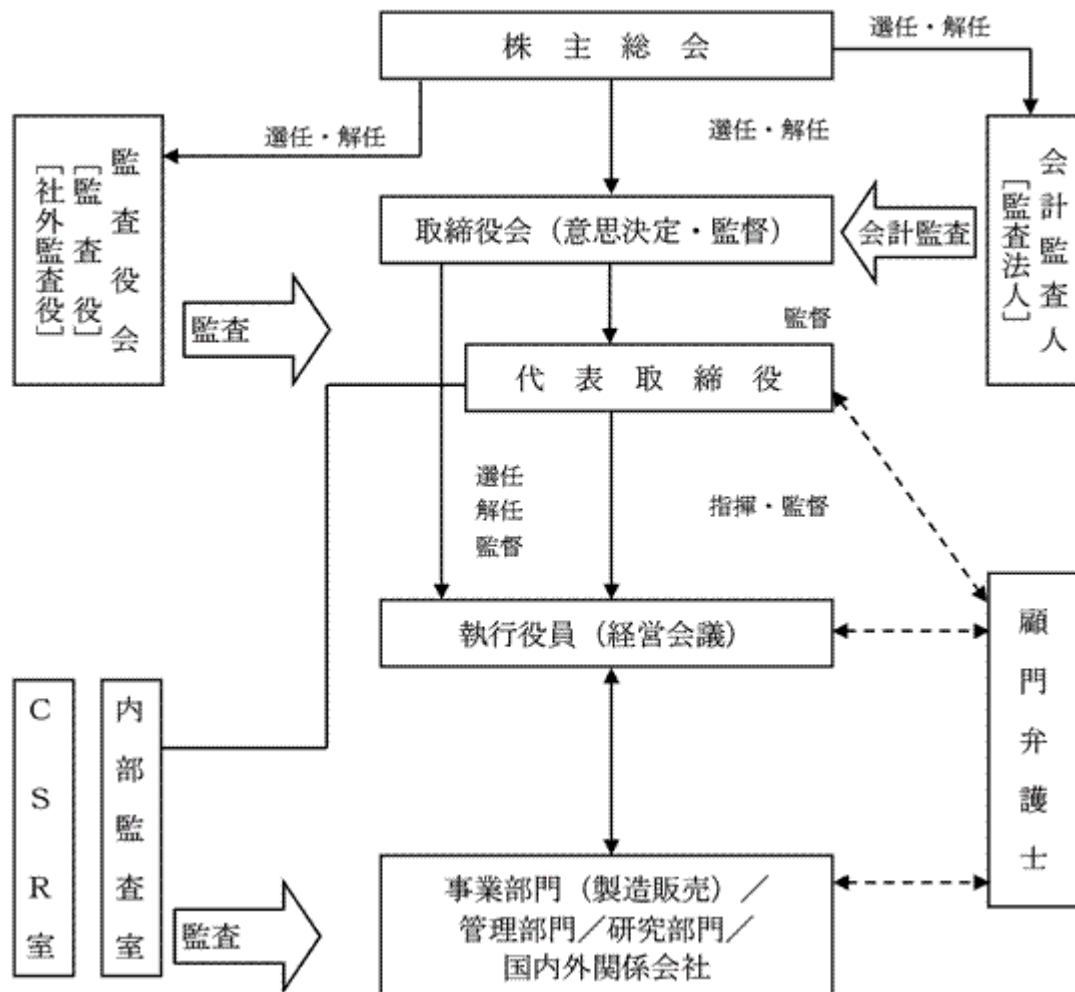 株主総会
選任・解任
選任・解任
選任・解任
監査役会
［監査役］
［社外監査役］
会計監査人
［監査法人］
取締役会（意思決定・監督）
会計監査
監査
監督
代表取締役
選任
解任
監督
指揮・監督
執行役員（経営会議）
顧問弁護士
CSR室
内部監査室
監査
事業部門（製造販売）／
管理部門／研究部門／
国内外関係会社